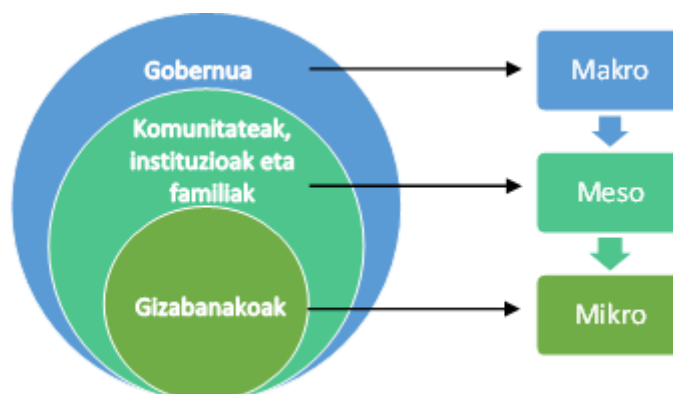 Gobernua
Makro
Komunitateak,
instituzioak eta
familiak
Meso
Gizabanakoak
Mikro